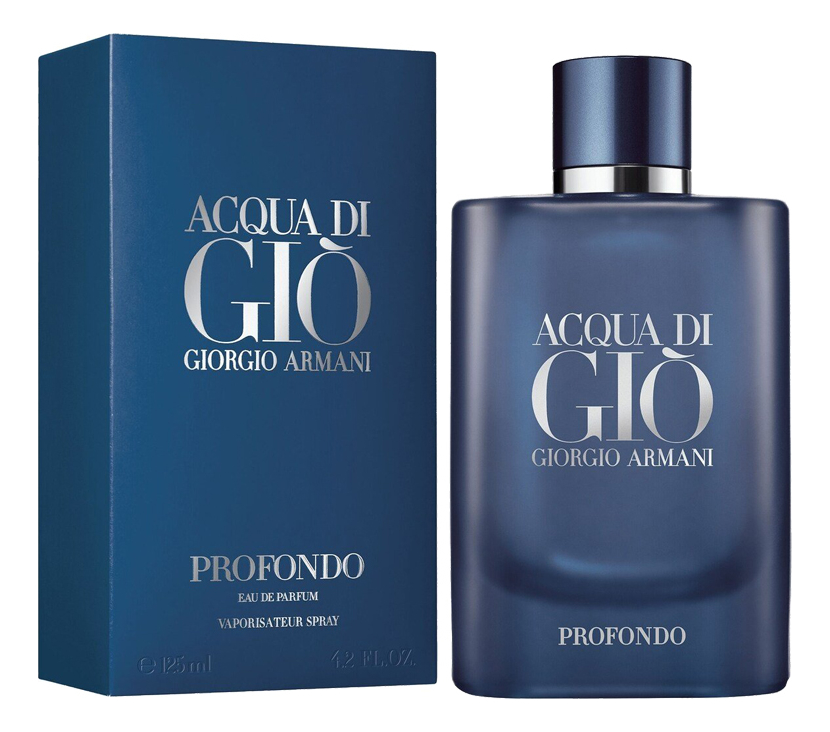 ACQUA DI
GIÒ
GIORGIO ARMANI
PROFONDO
EAU DE PARFUM
VAPORISATEUR SPRAY
℮ 125 ml 4.2 FL.OZ.
ACQUA DI
GIÒ
GIORGIO ARMANI
PROFONDO